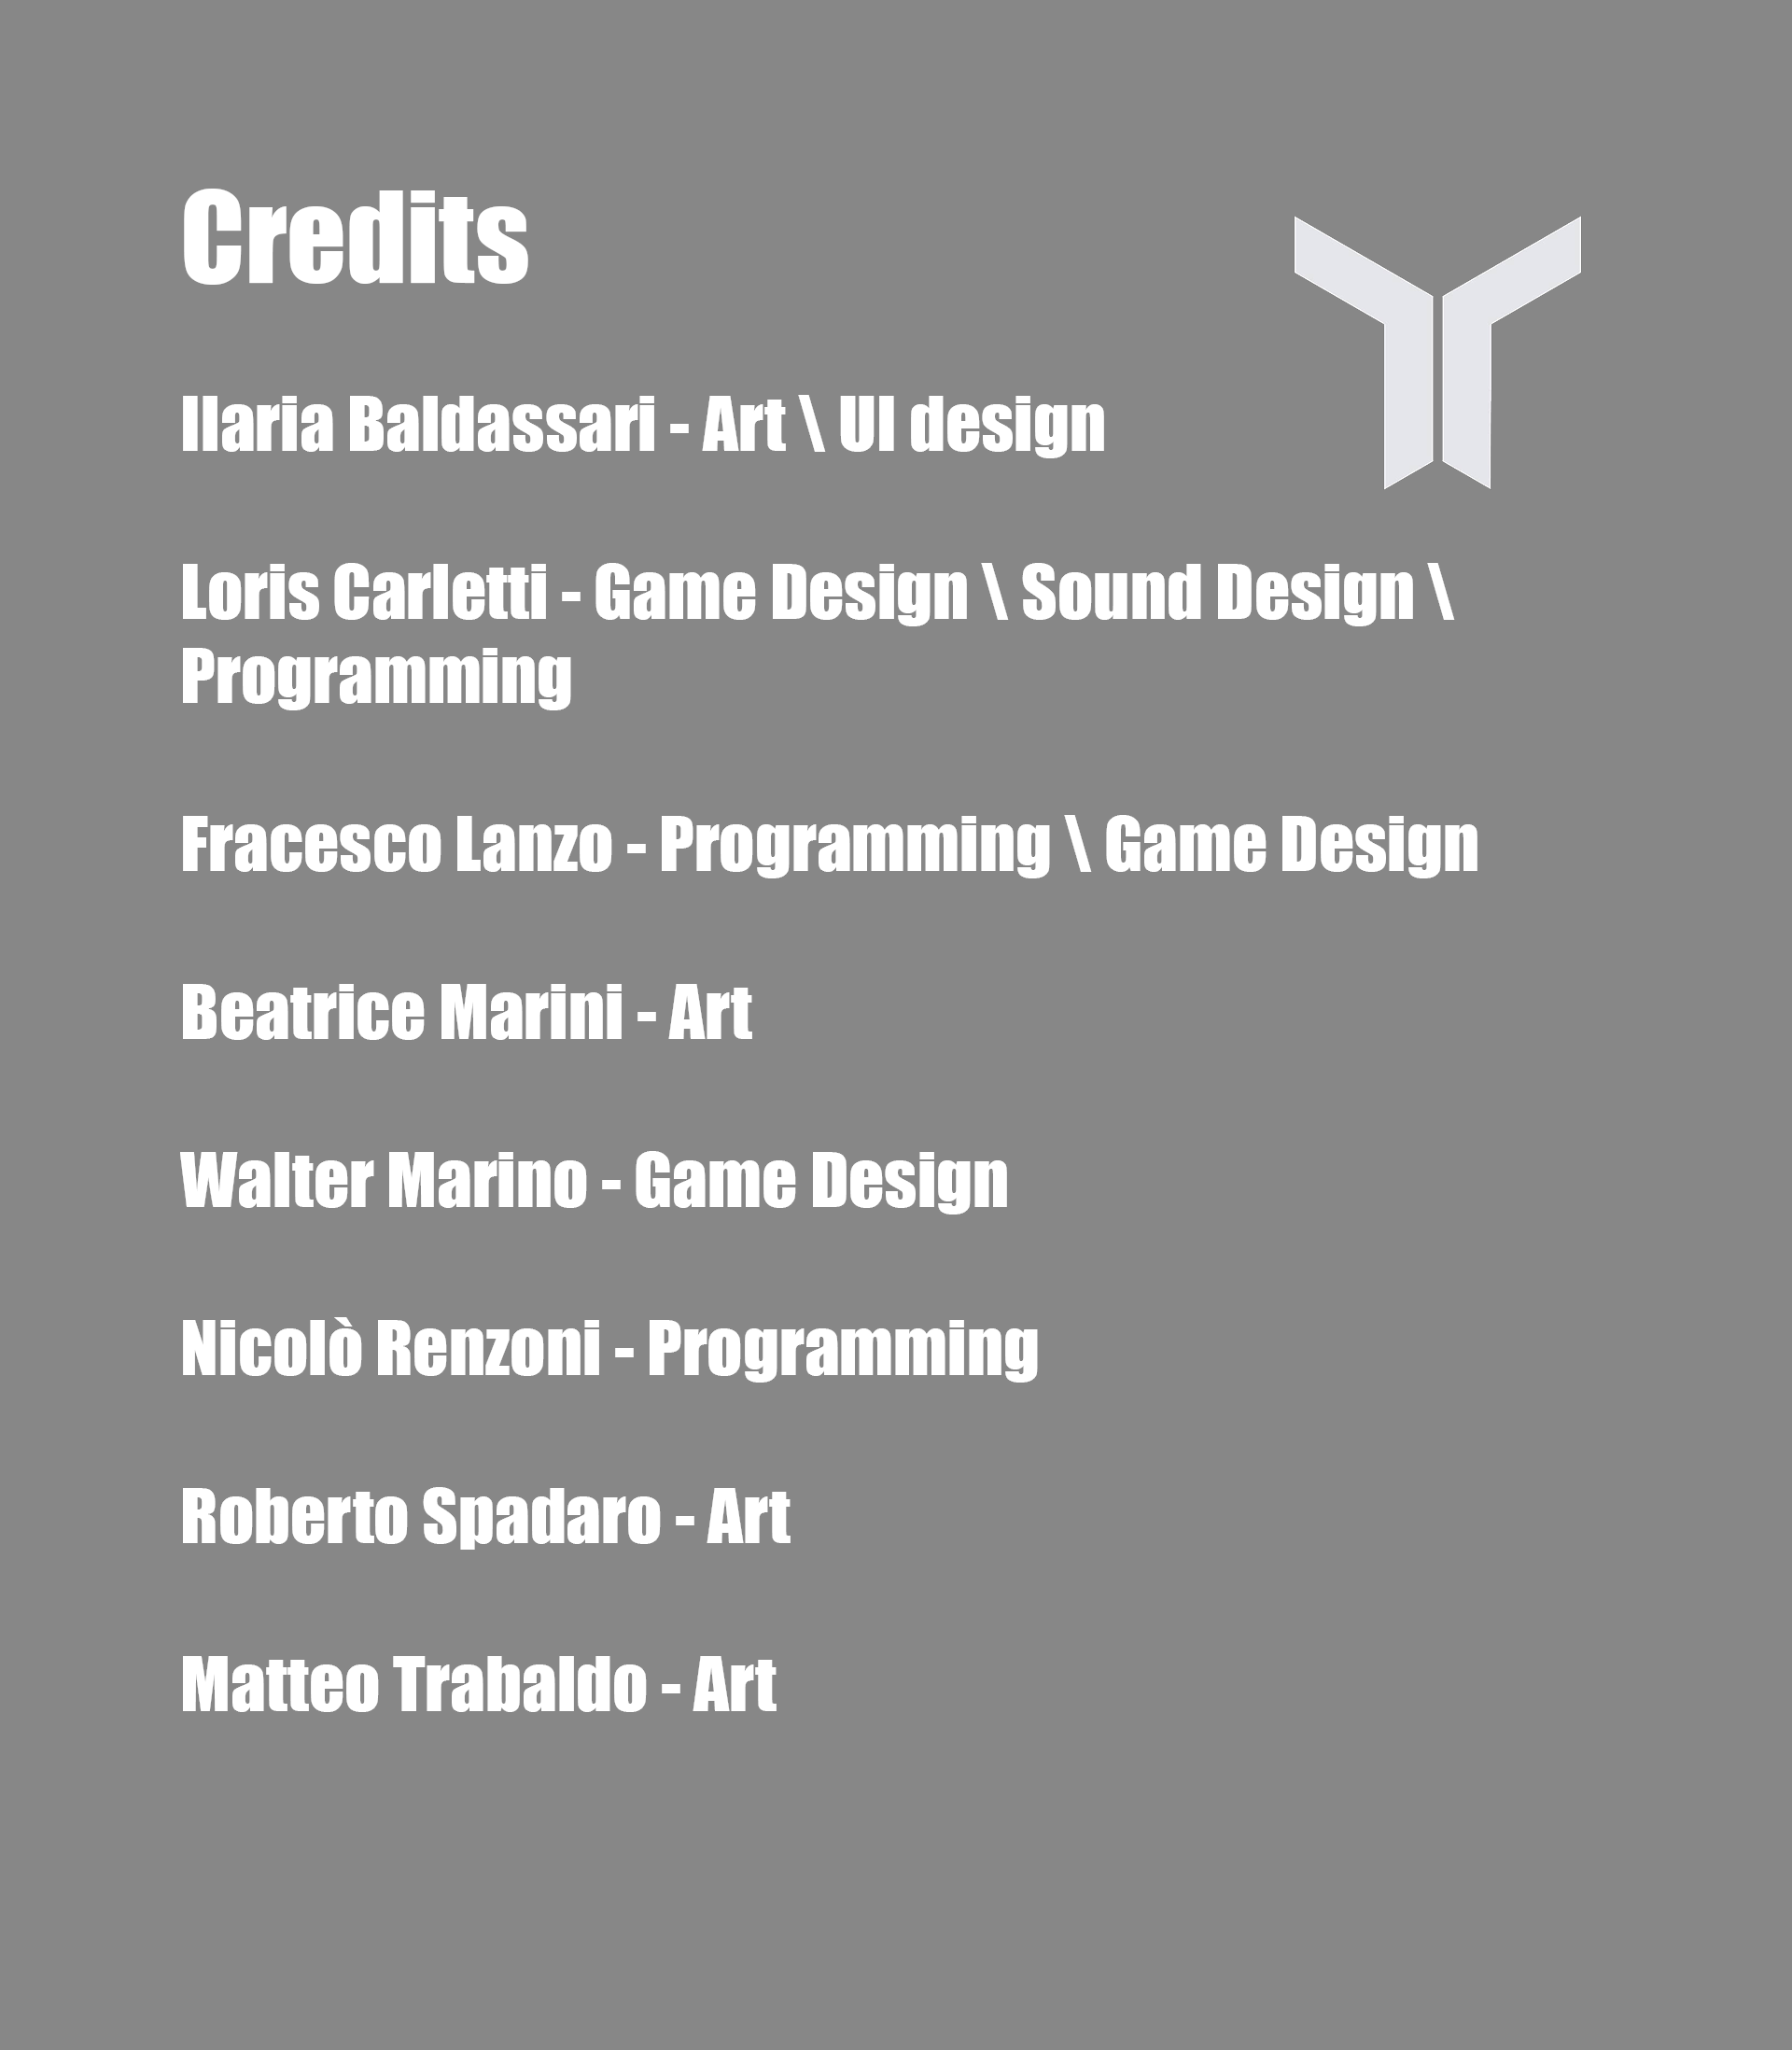 Credits
Ilaria Baldassari - Art \ UI design
Loris Carletti - Game Design \ Sound Design \
Programming
Fracesco Lanzo - Programming \ Game Design
Beatrice Marini - Art
Walter Marino - Game Design
Nicolò Renzoni - Programming
Roberto Spadaro - Art
Matteo Trabaldo - Art